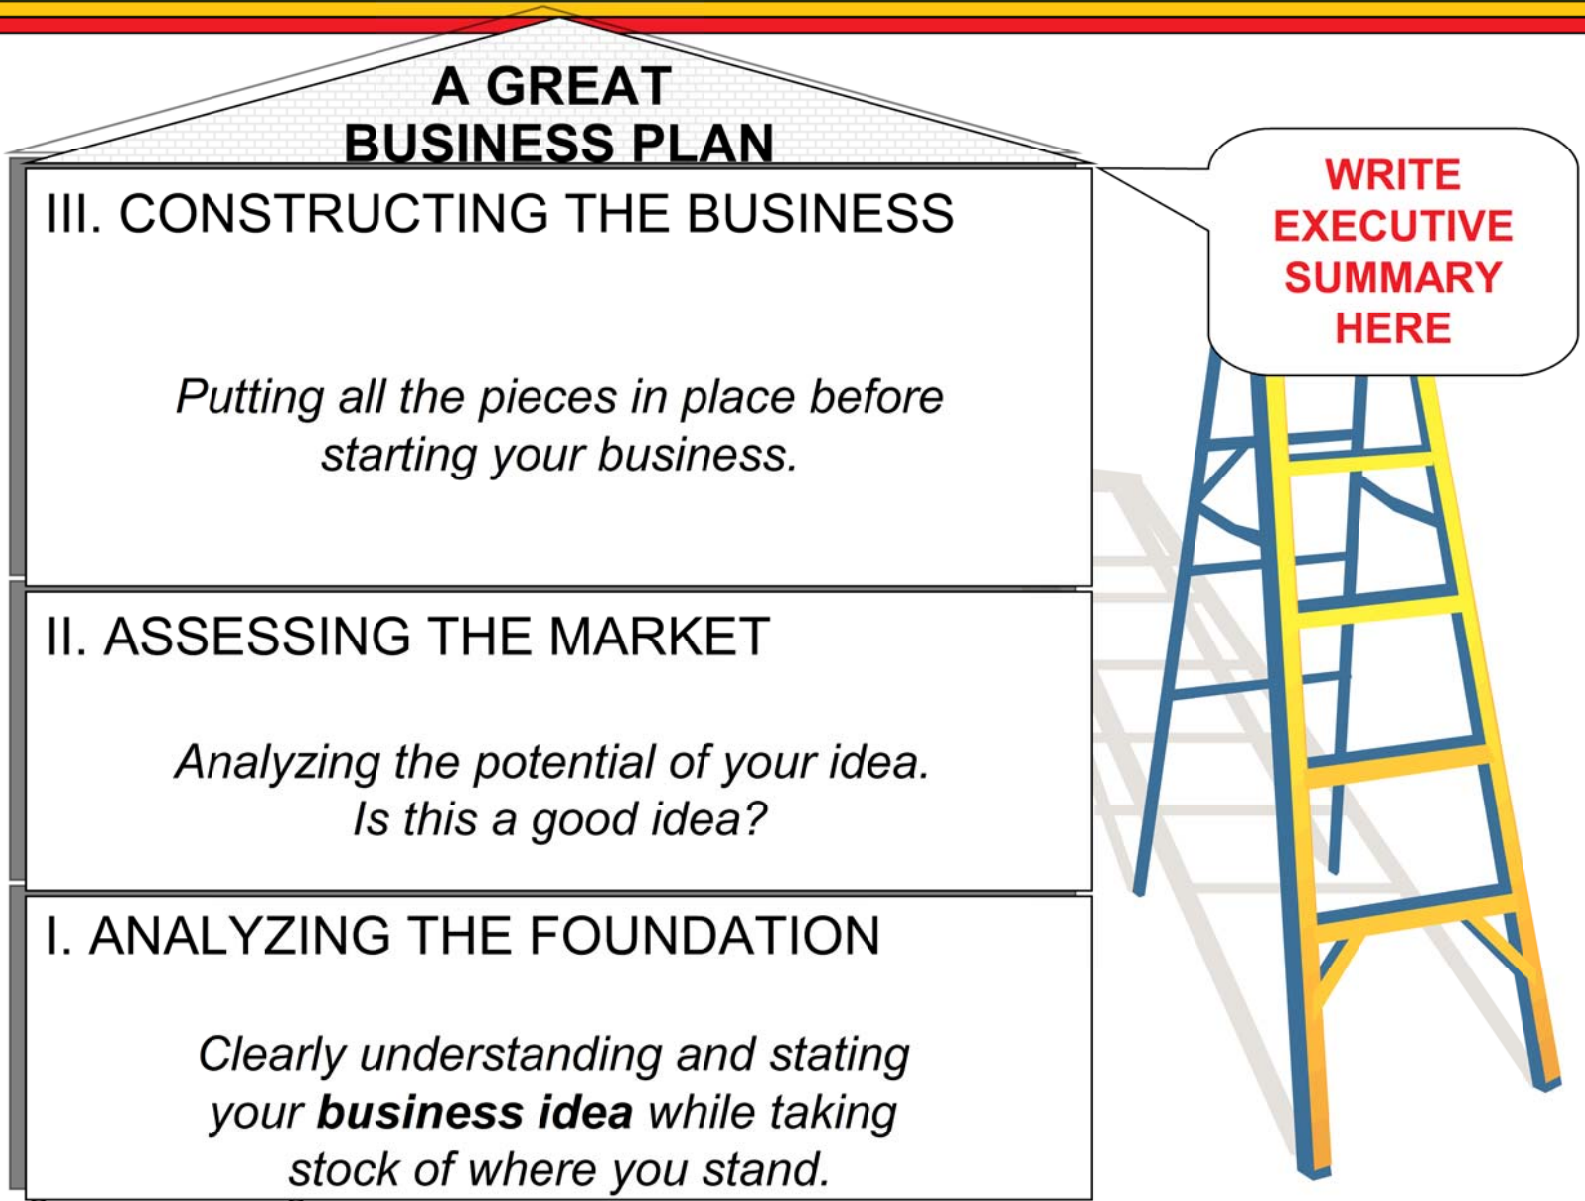 A GREAT
BUSINESS PLAN
WRITE
EXECUTIVE
SUMMARY
HERE
III. CONSTRUCTING THE BUSINESS
Putting all the pieces in place before
starting your business.
II. ASSESSING THE MARKET
Analyzing the potential of your idea.
Is this a good idea?
I. ANALYZING THE FOUNDATION
Clearly understanding and stating
your business idea while taking
stock of where you stand.